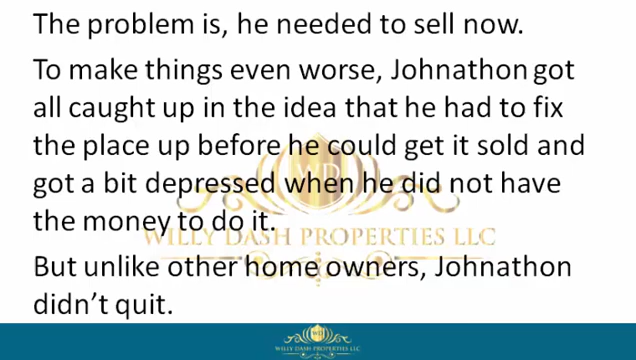 The problem is, he needed to sell now.
To make things even worse, Johnathon got
all caught up in the idea that he had to fix
the place up before he could get it sold and
got a bit depressed when he did not have
the money to do it.
WILLY DASH PROPERTIES LLC
But unlike other home owners, Johnathon
didn’t quit.
WILLY DASH PROPERTIES LLC